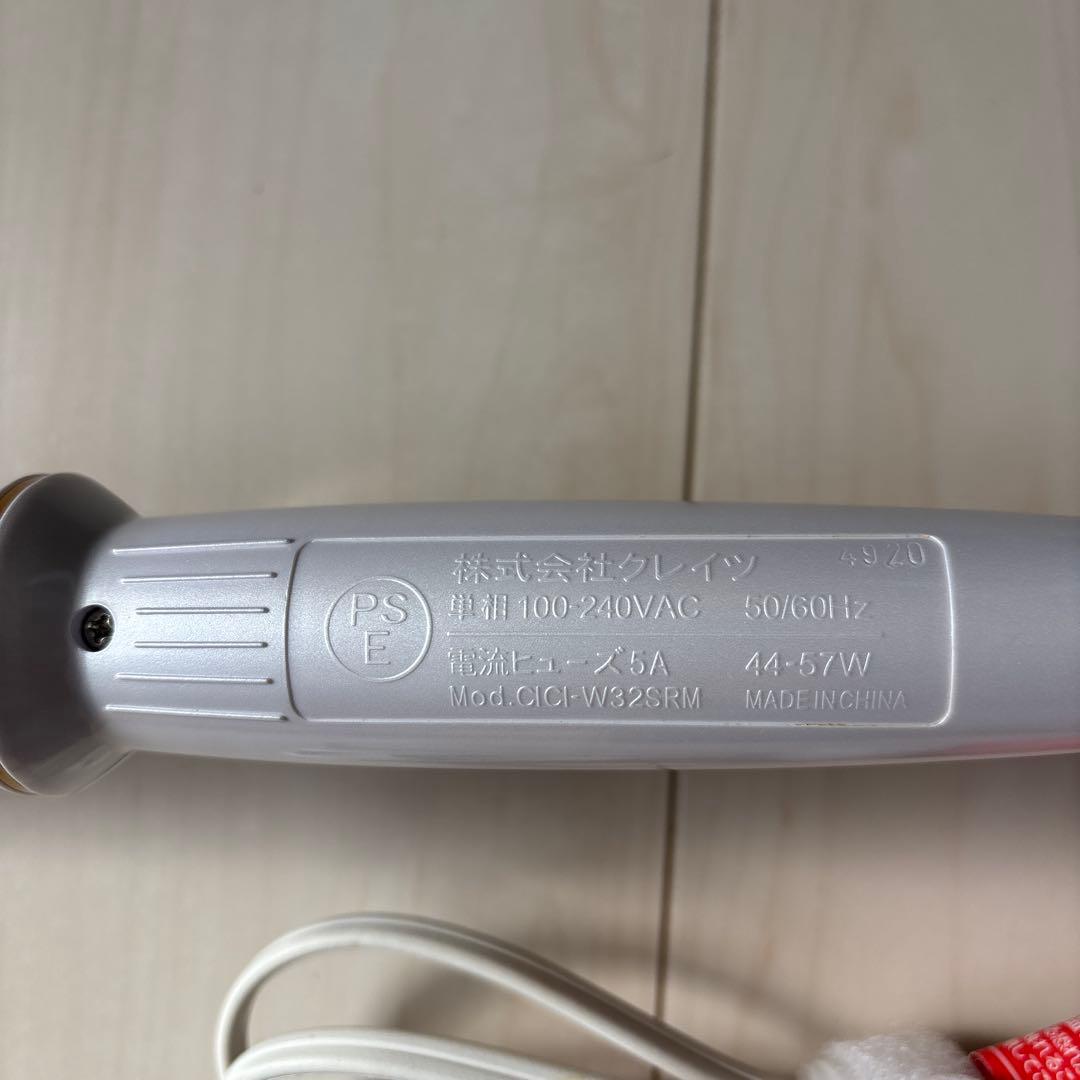 株式会社クレイツ 4920
PS
E
単相100-240VAC 50/60Hz
電流ヒューズ5A 44-57W
Mod.CICI-W32SRM MADE IN CHINA